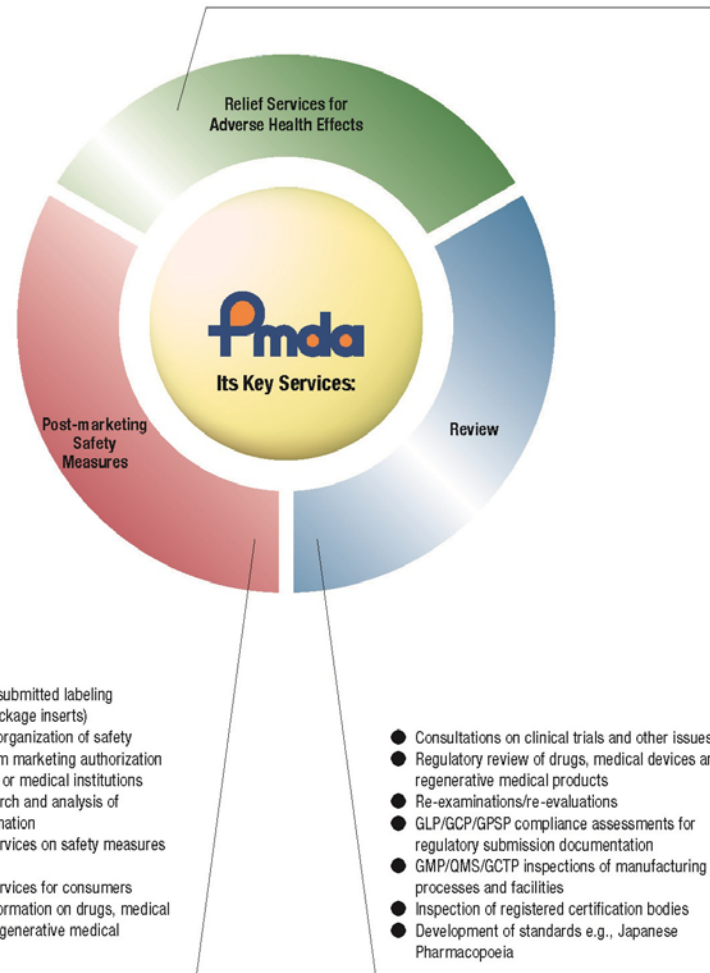 Relief Services for
Adverse Health Effects
pmda
Its Key Services:
Post-marketing
Safety
Measures
Review
submitted labeling
ckage inserts)
organization of safety
m marketing authorization
or medical institutions
rch and analysis of
mation
rvices on safety measures
rvices for consumers
ormation on drugs, medical
generative medical
● Consultations on clinical trials and other issues
● Regulatory review of drugs, medical devices an
regenerative medical products
● Re-examinations/re-evaluations
● GLP/GCP/GPSP compliance assessments for
regulatory submission documentation
● GMP/QMS/GCTP inspections of manufacturing
processes and facilities
● Inspection of registered certification bodies
● Development of standards e.g., Japanese
Pharmacopoeia